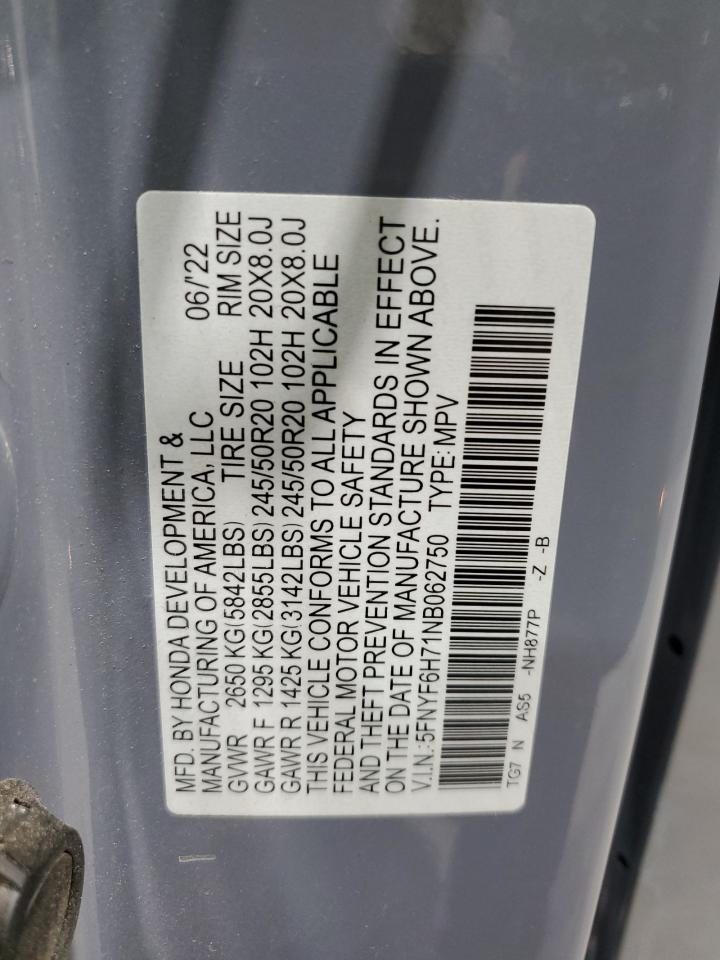 MFD. BY HONDA DEVELOPMENT &
MANUFACTURING OF AMERICA, LLC 06/'22
GVWR 2650 KG(5842LBS) TIRE SIZE RIM SIZE
GAWR F 1295 KG(2855LBS) 245/50R20 102H 20X8.0J
GAWR R 1425 KG(3142LBS) 245/50R20 102H 20X8.0J
THIS VEHICLE CONFORMS TO ALL APPLICABLE
FEDERAL MOTOR VEHICLE SAFETY
AND THEFT PREVENTION STANDARDS IN EFFECT
ON THE DATE OF MANUFACTURE SHOWN ABOVE.
V.I.N.:5FNYF6H71NB062750 TYPE:MPV
TG7 N AS5 -NH877P -Z -B